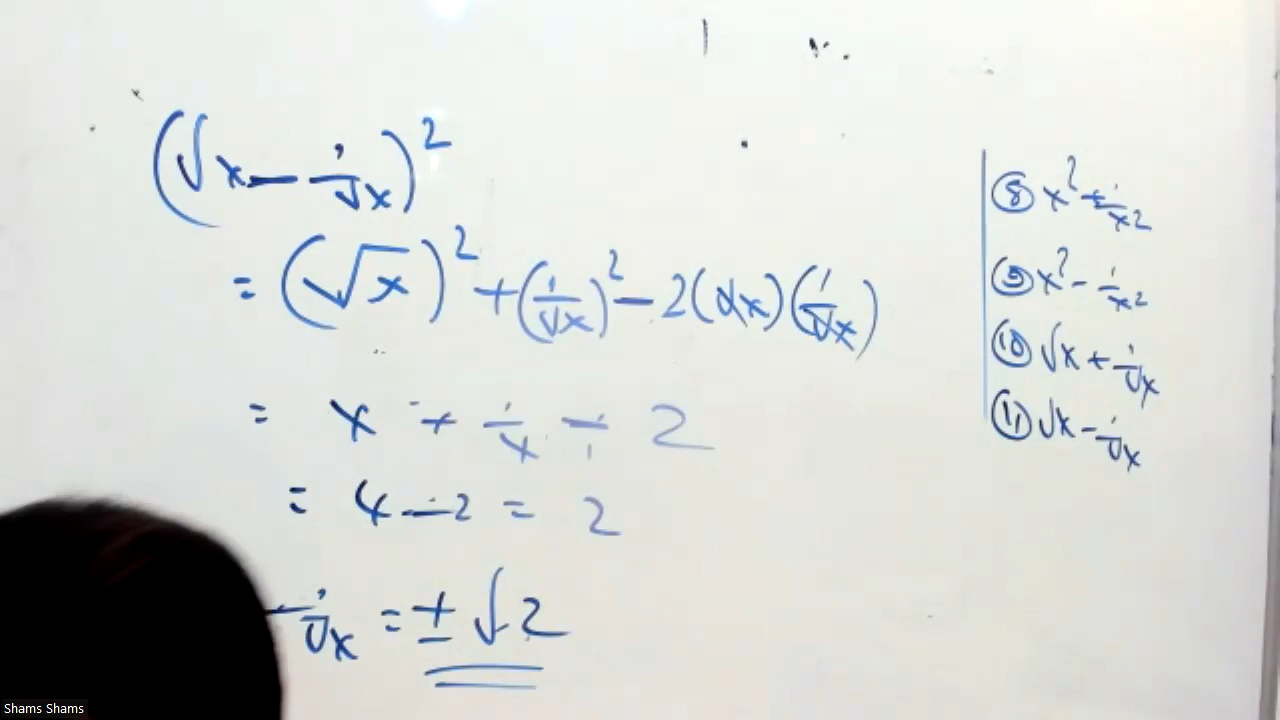 (√x − 1/√x)²
= (√x)² + (1/√x)² − 2(√x)(1/√x)
= x + 1/x − 2
= 4 − 2 = 2
− 1/√x = ± √2
⑧ x² + 1/x²
⑨ x² − 1/x²
⑩ √x + 1/√x
⑪ √x − 1/√x
Shams Shams